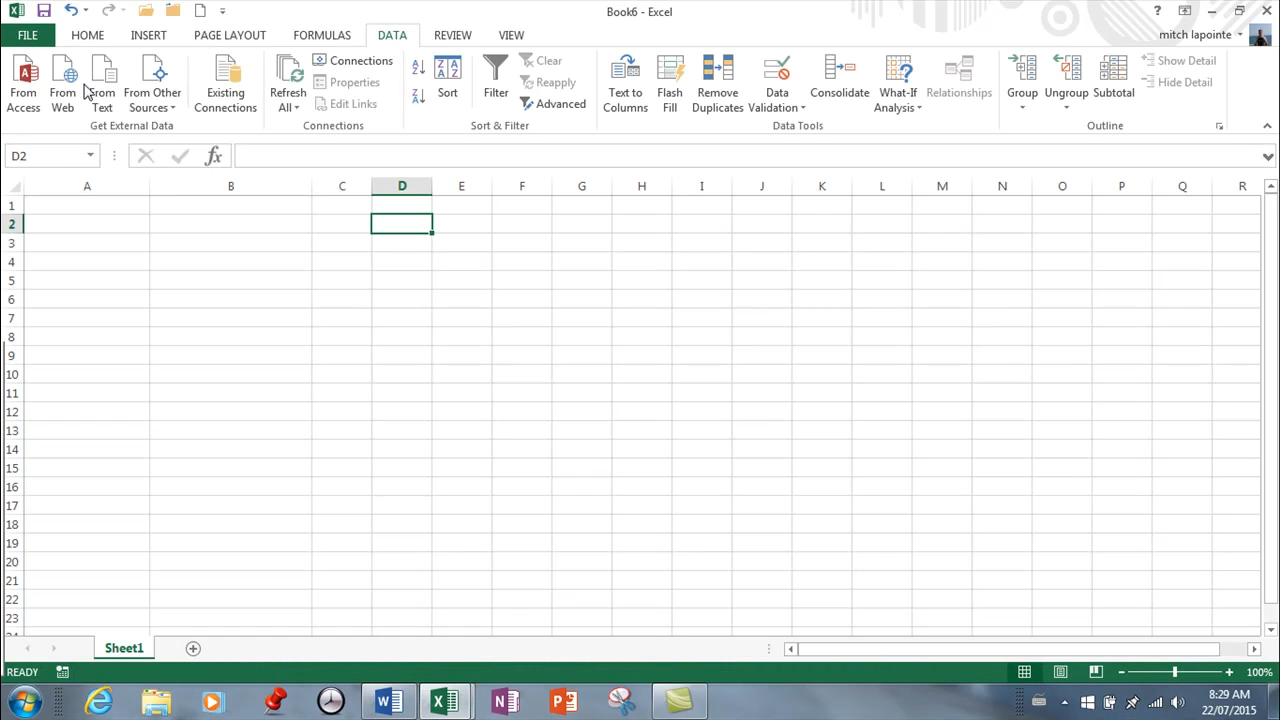 Book6 - Excel
?
FILE HOME INSERT PAGE LAYOUT FORMULAS DATA REVIEW VIEW mitch lapointe
From Access
From Web
From Text
From Other Sources
Get External Data
Existing Connections
Refresh All
Connections
Properties
Edit Links
Connections
Sort
Filter
Clear
Reapply
Advanced
Sort & Filter
Text to Columns
Flash Fill
Remove Duplicates
Data Validation
Consolidate
What-If Analysis
Relationships
Data Tools
Group
Ungroup
Subtotal
Show Detail
Hide Detail
Outline
D2 fx
A B C D E F G H I J K L M N O P Q R
1
2
3
4
5
6
7
8
9
10
11
12
13
14
15
16
17
18
19
20
21
22
23
Sheet1
READY 100%
8:29 AM
22/07/2015